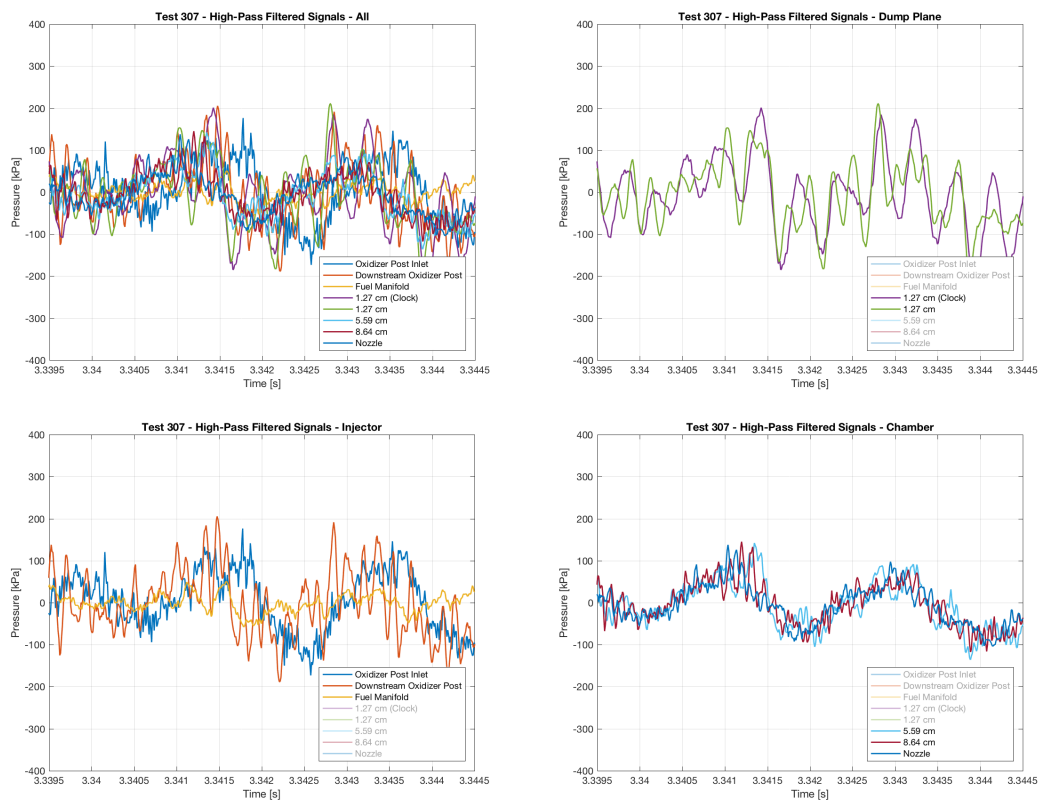 Test 307 - High-Pass Filtered Signals - All
400
300
200
100
0
-100
-200
-300
-400
Pressure [kPa]
3.3395 3.34 3.3405 3.341 3.3415 3.342 3.3425 3.343 3.3435 3.344 3.3445
Time [s]
Oxidizer Post Inlet
Downstream Oxidizer Post
Fuel Manifold
1.27 cm (Clock)
1.27 cm
5.59 cm
8.64 cm
Nozzle
Test 307 - High-Pass Filtered Signals - Dump Plane
400
300
200
100
0
-100
-200
-300
-400
Pressure [kPa]
3.3395 3.34 3.3405 3.341 3.3415 3.342 3.3425 3.343 3.3435 3.344 3.3445
Time [s]
Oxidizer Post Inlet
Downstream Oxidizer Post
Fuel Manifold
1.27 cm (Clock)
1.27 cm
5.59 cm
8.64 cm
Nozzle
Test 307 - High-Pass Filtered Signals - Injector
400
300
200
100
0
-100
-200
-300
-400
Pressure [kPa]
3.3395 3.34 3.3405 3.341 3.3415 3.342 3.3425 3.343 3.3435 3.344 3.3445
Time [s]
Oxidizer Post Inlet
Downstream Oxidizer Post
Fuel Manifold
1.27 cm (Clock)
1.27 cm
5.59 cm
8.64 cm
Nozzle
Test 307 - High-Pass Filtered Signals - Chamber
400
300
200
100
0
-100
-200
-300
-400
Pressure [kPa]
3.3395 3.34 3.3405 3.341 3.3415 3.342 3.3425 3.343 3.3435 3.344 3.3445
Time [s]
Oxidizer Post Inlet
Downstream Oxidizer Post
Fuel Manifold
1.27 cm (Clock)
1.27 cm
5.59 cm
8.64 cm
Nozzle